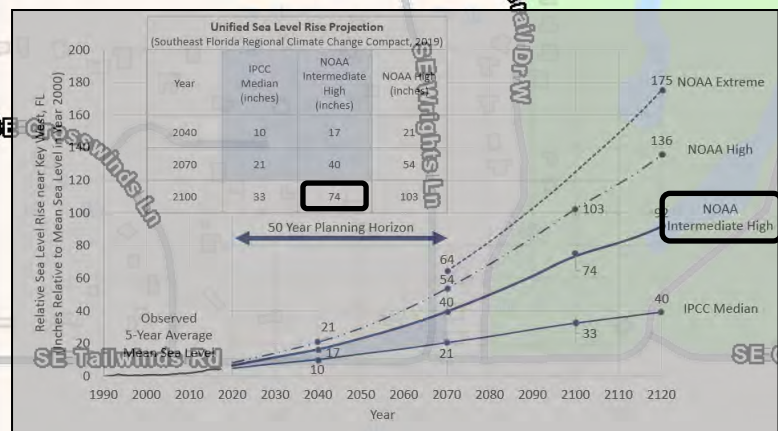 Unified Sea Level Rise Projection
(Southeast Florida Regional Climate Change Compact, 2019)
Year
IPCC Median (inches)
NOAA Intermediate High (inches)
NOAA High (inches)
2040 10 17 21
2070 21 40 54
2100 33 74 103
Relative Sea Level Rise near Key West, FL
(Inches Relative to Mean Sea Level in Year 2000)
200
180
160
140
120
100
80
60
40
20
0
50 Year Planning Horizon
Observed
5-Year Average
Mean Sea Level
175 NOAA Extreme
136 NOAA High
103
92 NOAA
Intermediate High
74
64
54
40
40 IPCC Median
33
21
21
17
10
1990 2000 2010 2020 2030 2040 2050 2060 2070 2080 2090 2100 2110 2120
Year
SE Crosswinds Ln
SE Wrights Ln
Trail Dr W
SE Tailwinds Rd